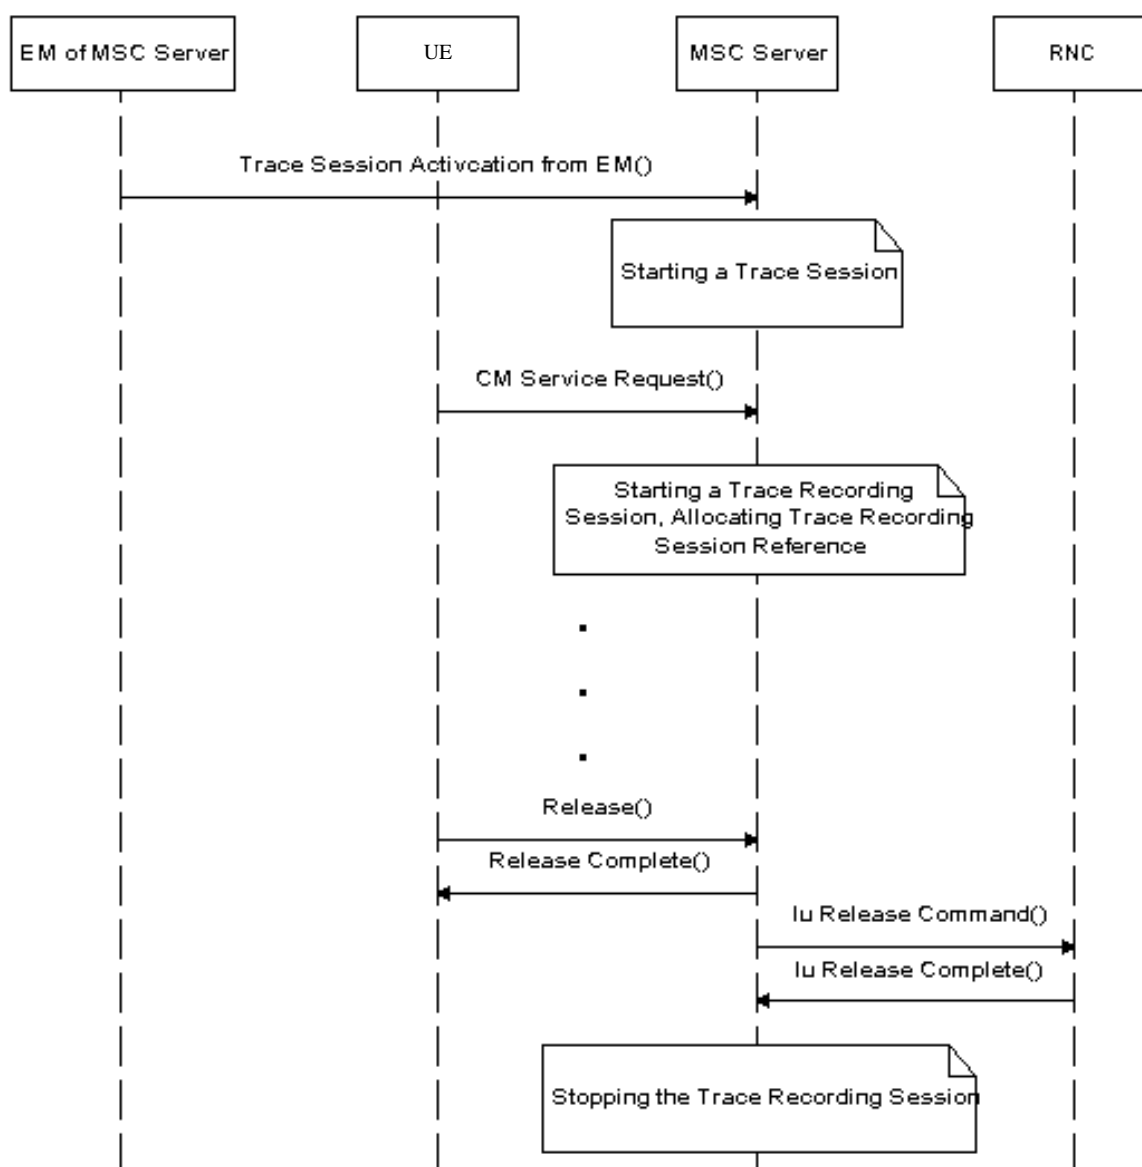 EM of MSC Server
UE
MSC Server
RNC
Trace Session Activcation from EM()
Starting a Trace Session
CM Service Request()
Starting a Trace Recording
Session, Allocating Trace Recording
Session Reference
Release()
Release Complete()
Iu Release Command()
Iu Release Complete()
Stopping the Trace Recording Session